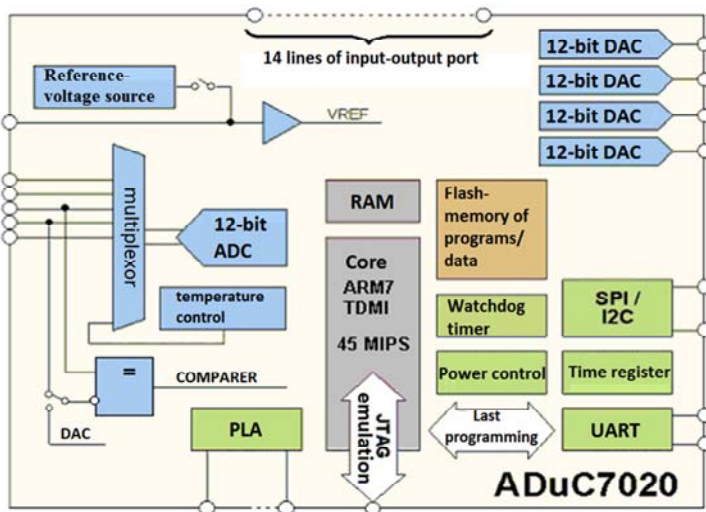 14 lines of input-output port
12-bit DAC
12-bit DAC
12-bit DAC
12-bit DAC
Reference-
voltage source
VREF
multiplexor
12-bit
ADC
temperature
control
=
COMPARER
DAC
PLA
RAM
Core
ARM7
TDMI
45 MIPS
JTAG
emulation
Flash-
memory of
programs/
data
Watchdog
timer
Power control
Last
programming
SPI /
I2C
Time register
UART
ADuC7020